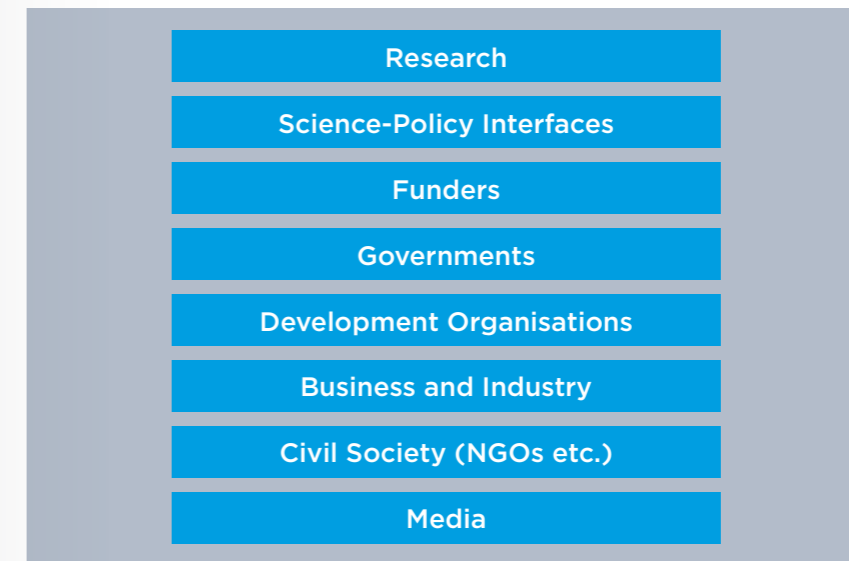 Research
Science-Policy Interfaces
Funders
Governments
Development Organisations
Business and Industry
Civil Society (NGOs etc.)
Media